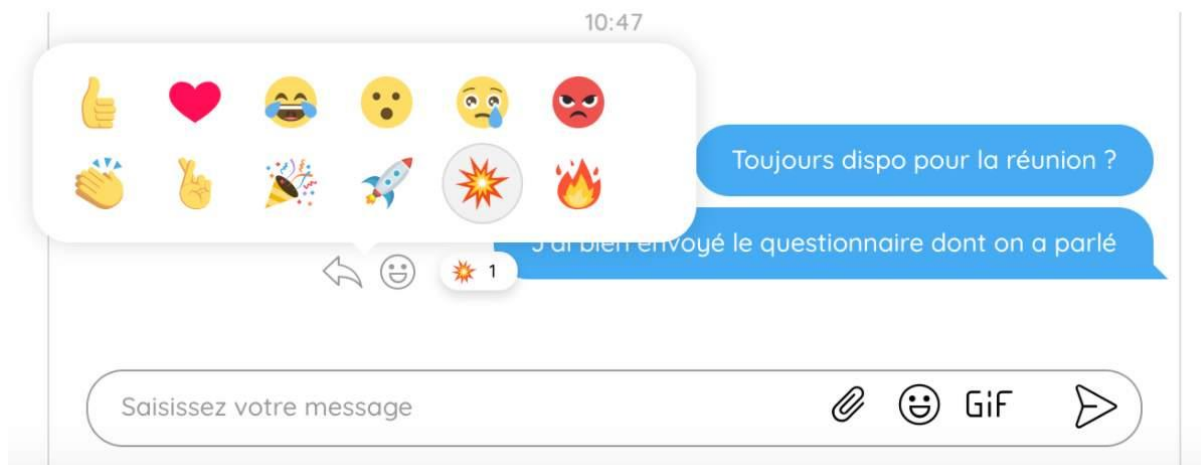 10:47
Toujours dispo pour la réunion ?
J'ai bien envoyé le questionnaire dont on a parlé
1
Saisissez votre message
GiF